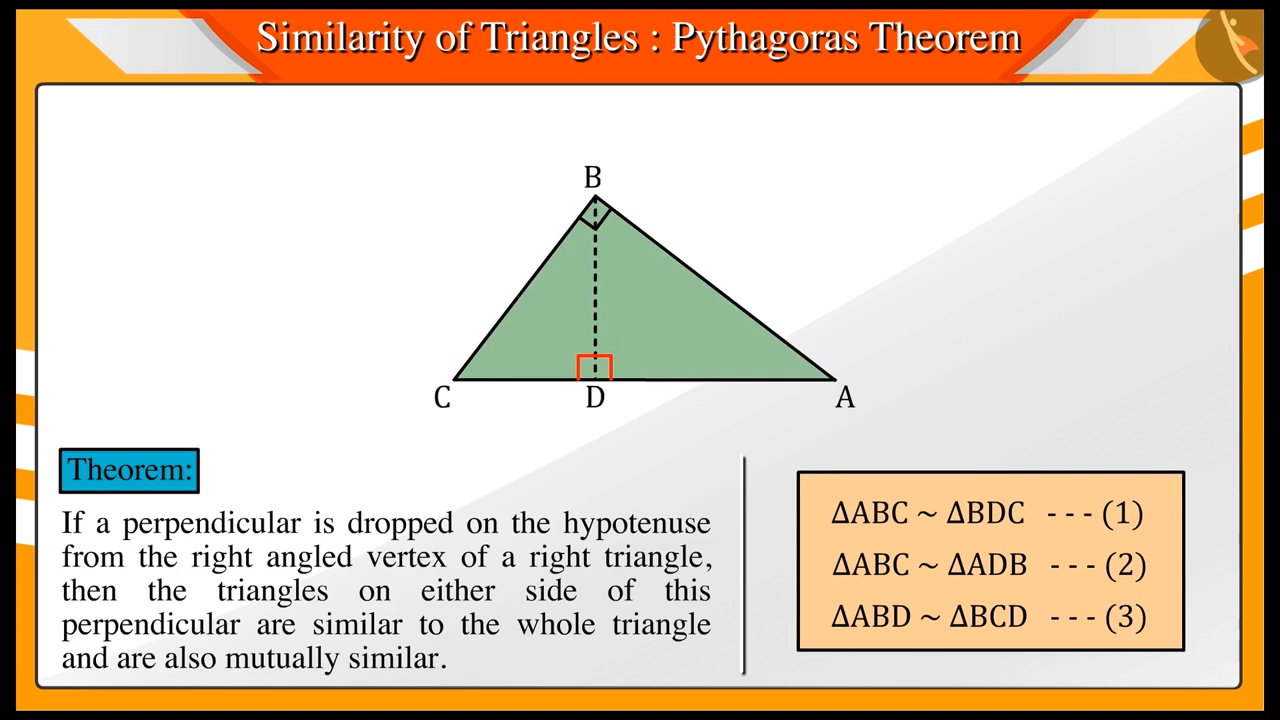 Similarity of Triangles : Pythagoras Theorem
B
C
D
A
Theorem:
If a perpendicular is dropped on the hypotenuse
from the right angled vertex of a right triangle,
then the triangles on either side of this
perpendicular are similar to the whole triangle
and are also mutually similar.
ΔABC ~ ΔBDC - - - (1)
ΔABC ~ ΔADB - - - (2)
ΔABD ~ ΔBCD - - - (3)